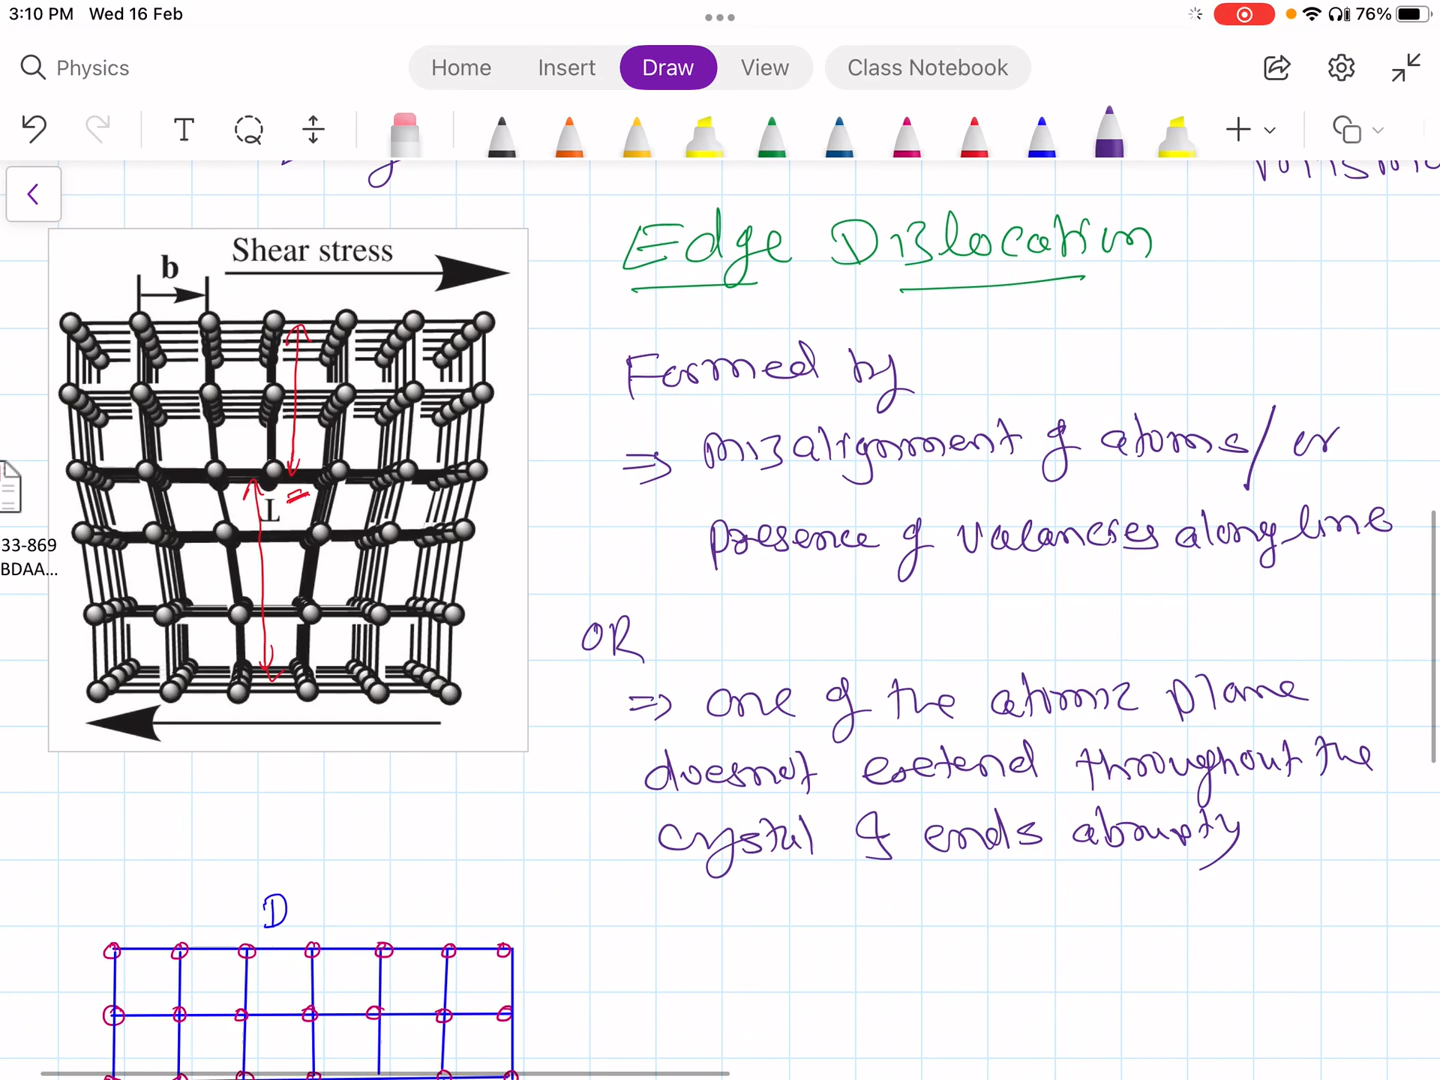 3:10 PM Wed 16 Feb
76%
Physics
Home Insert Draw View Class Notebook
T
Edge Dislocation
Shear stress
b
Formed by
⇒ misalignment of atoms/or
presence of vacancies along line
33-869
BDAA...
OR
⇒ one of the atomic plane
doesnot extend throughout the
crystal & ends abrupty
D